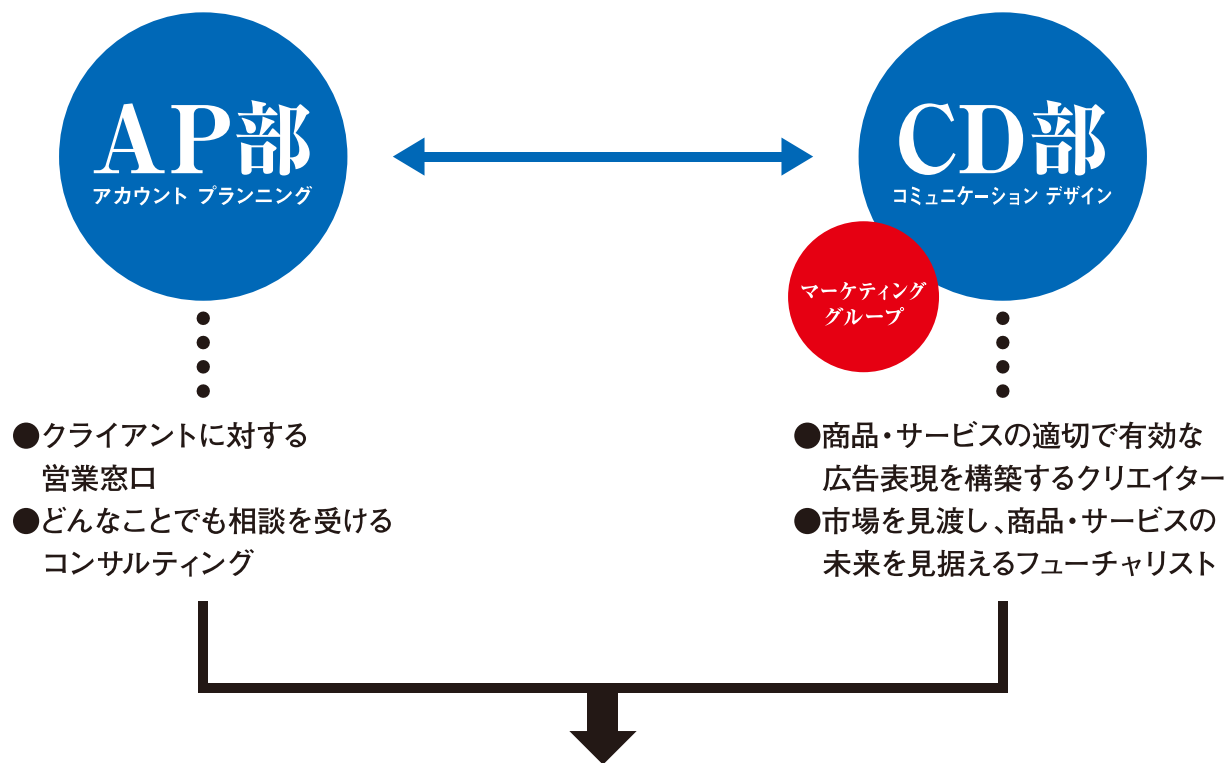 AP部
アカウント プランニング
CD部
コミュニケーション デザイン
マーケティング
グループ
●クライアントに対する
営業窓口
●どんなことでも相談を受ける
コンサルティング
●商品・サービスの適切で有効な
広告表現を構築するクリエイター
●市場を見渡し、商品・サービスの
未来を見据えるフューチャリスト